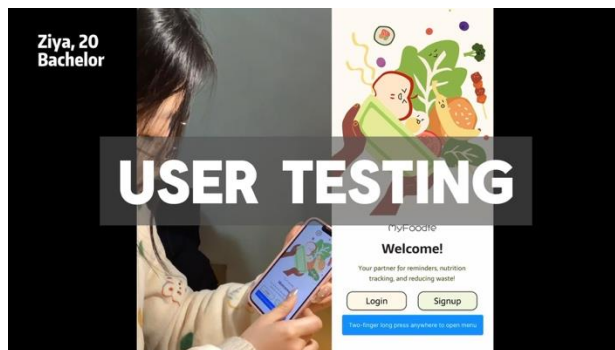 Ziya, 20
Bachelor
USER TESTING
MyFoodte
Welcome!
Your partner for reminders, nutrition
tracking, and reducing waste!
Login
Signup
Two-finger long press anywhere to open menu